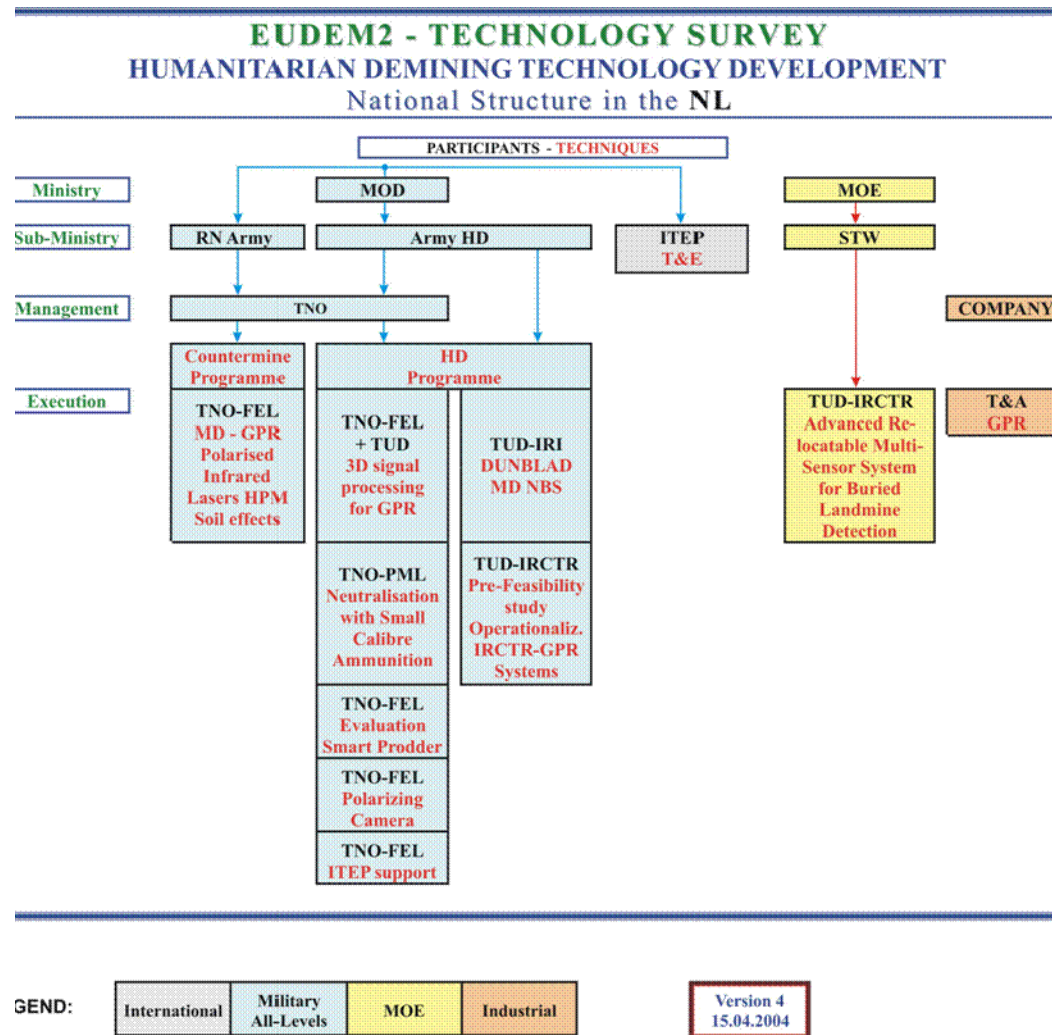 EUDEM2 - TECHNOLOGY SURVEY
HUMANITARIAN DEMINING TECHNOLOGY DEVELOPMENT
National Structure in the NL
PARTICIPANTS - TECHNIQUES
Ministry
MOD
MOE
Sub-Ministry
RN Army
Army HD
ITEP
T&E
STW
Management
TNO
COMPANY
Countermine
Programme
HD
Programme
Execution
TNO-FEL
MD - GPR
Polarised
Infrared
Lasers HPM
Soil effects
TNO-FEL
+ TUD
3D signal
processing
for GPR
TUD-IRI
DUNBLAD
MD NBS
TUD-IRCTR
Advanced Re-
locatable Multi-
Sensor System
for Buried
Landmine
Detection
T&A
GPR
TNO-PML
Neutralisation
with Small
Calibre
Ammunition
TUD-IRCTR
Pre-Feasibility
study
Operationaliz.
IRCTR-GPR
Systems
TNO-FEL
Evaluation
Smart Prodder
TNO-FEL
Polarizing
Camera
TNO-FEL
ITEP support
GEND:
International
Military
All-Levels
MOE
Industrial
Version 4
15.04.2004